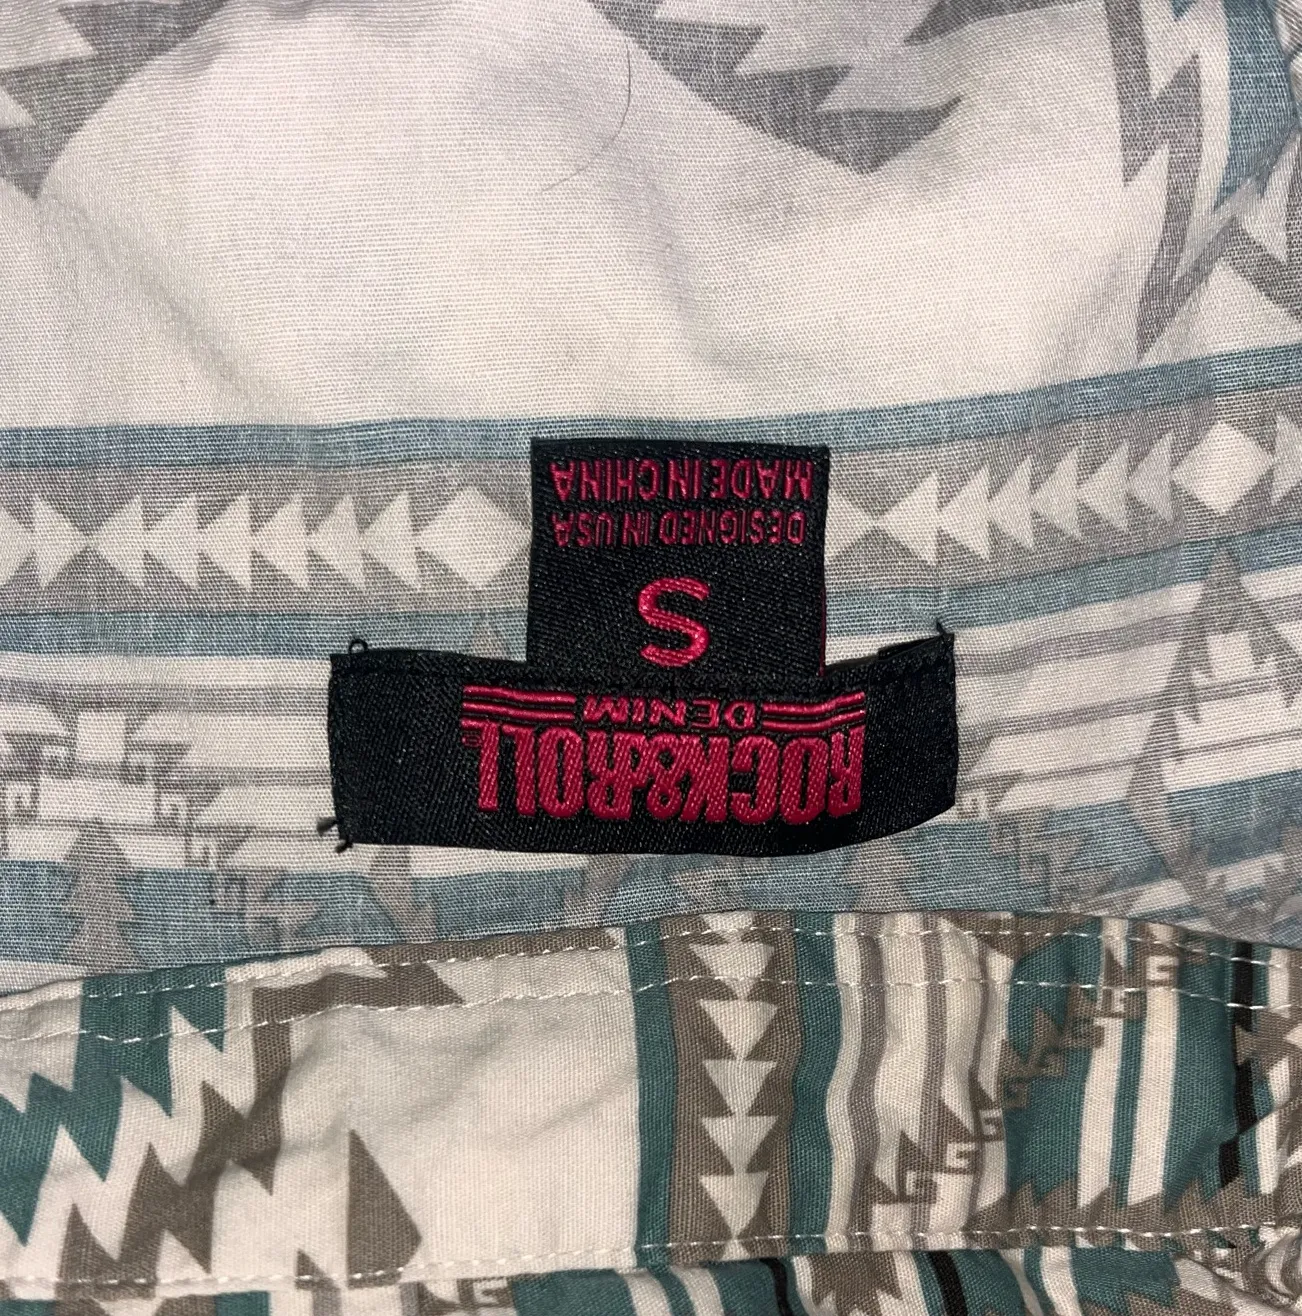 ROCK&ROLL
DENIM
S
DESIGNED IN USA
MADE IN CHINA